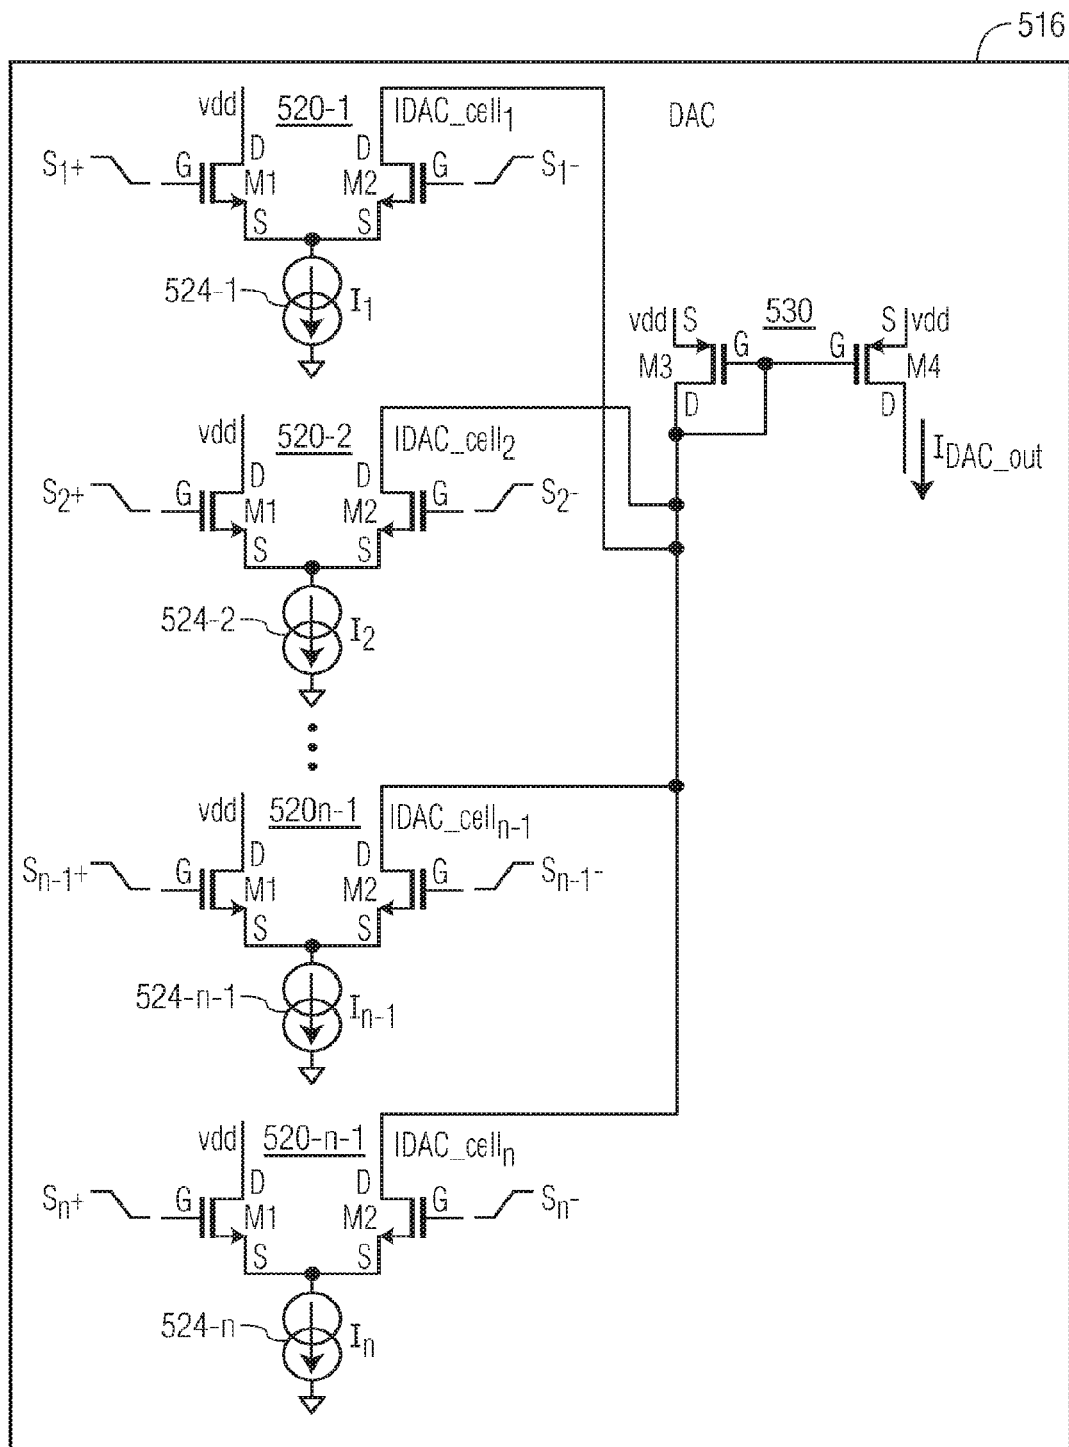 516
DAC
vdd 520-1 IDAC_cell1
S1+ G D M1 D M2 G S1-
S S
524-1 I1
vdd S 530 S vdd
M3 G G M4
D D
IDAC_out
vdd 520-2 IDAC_cell2
S2+ G D M1 D M2 G S2-
S S
524-2 I2
vdd 520n-1 IDAC_celln-1
Sn-1+ G D M1 D M2 G Sn-1-
S S
524-n-1 In-1
vdd 520-n-1 IDAC_celln
Sn+ G D M1 D M2 G Sn-
S S
524-n In